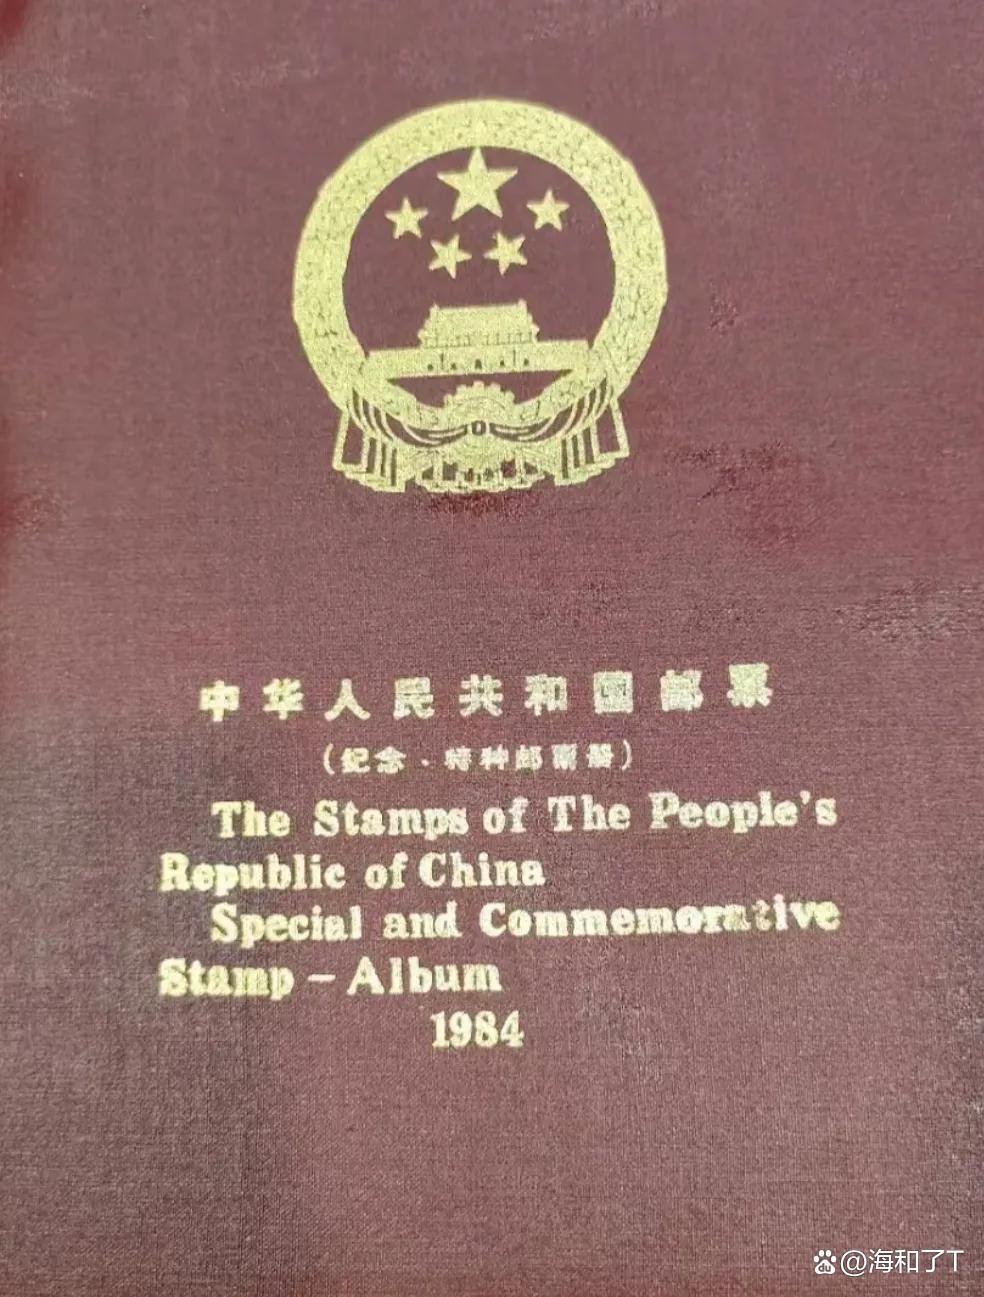 中华人民共和国邮票
(纪念·特种邮票册)
The Stamps of The People's
Republic of China
Special and Commemorative
Stamp-Album
1984
du
@海和了T